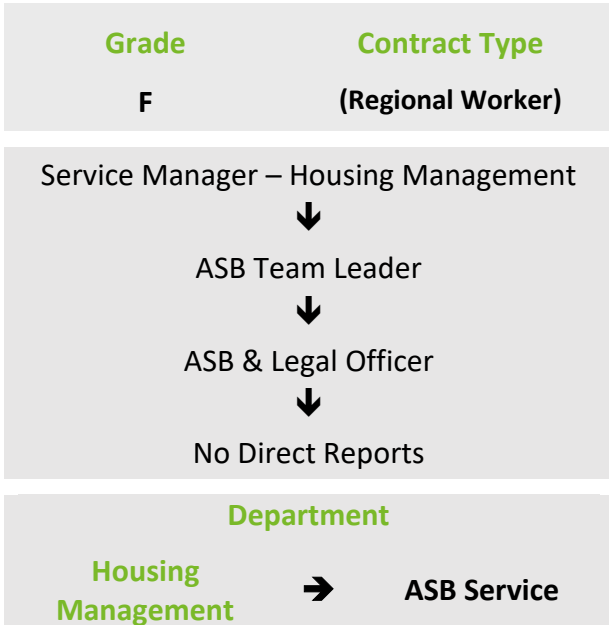 Grade Contract Type
F (Regional Worker)
Service Manager – Housing Management
🡻
ASB Team Leader
🡻
ASB & Legal Officer
🡻
No Direct Reports
Department
Housing Management 🡺 ASB Service